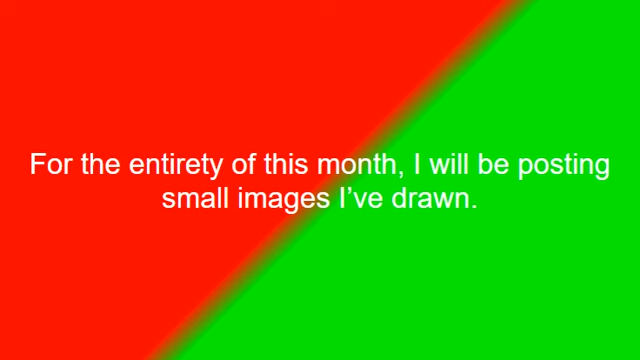 For the entirety of this month, I will be posting
small images I’ve drawn.